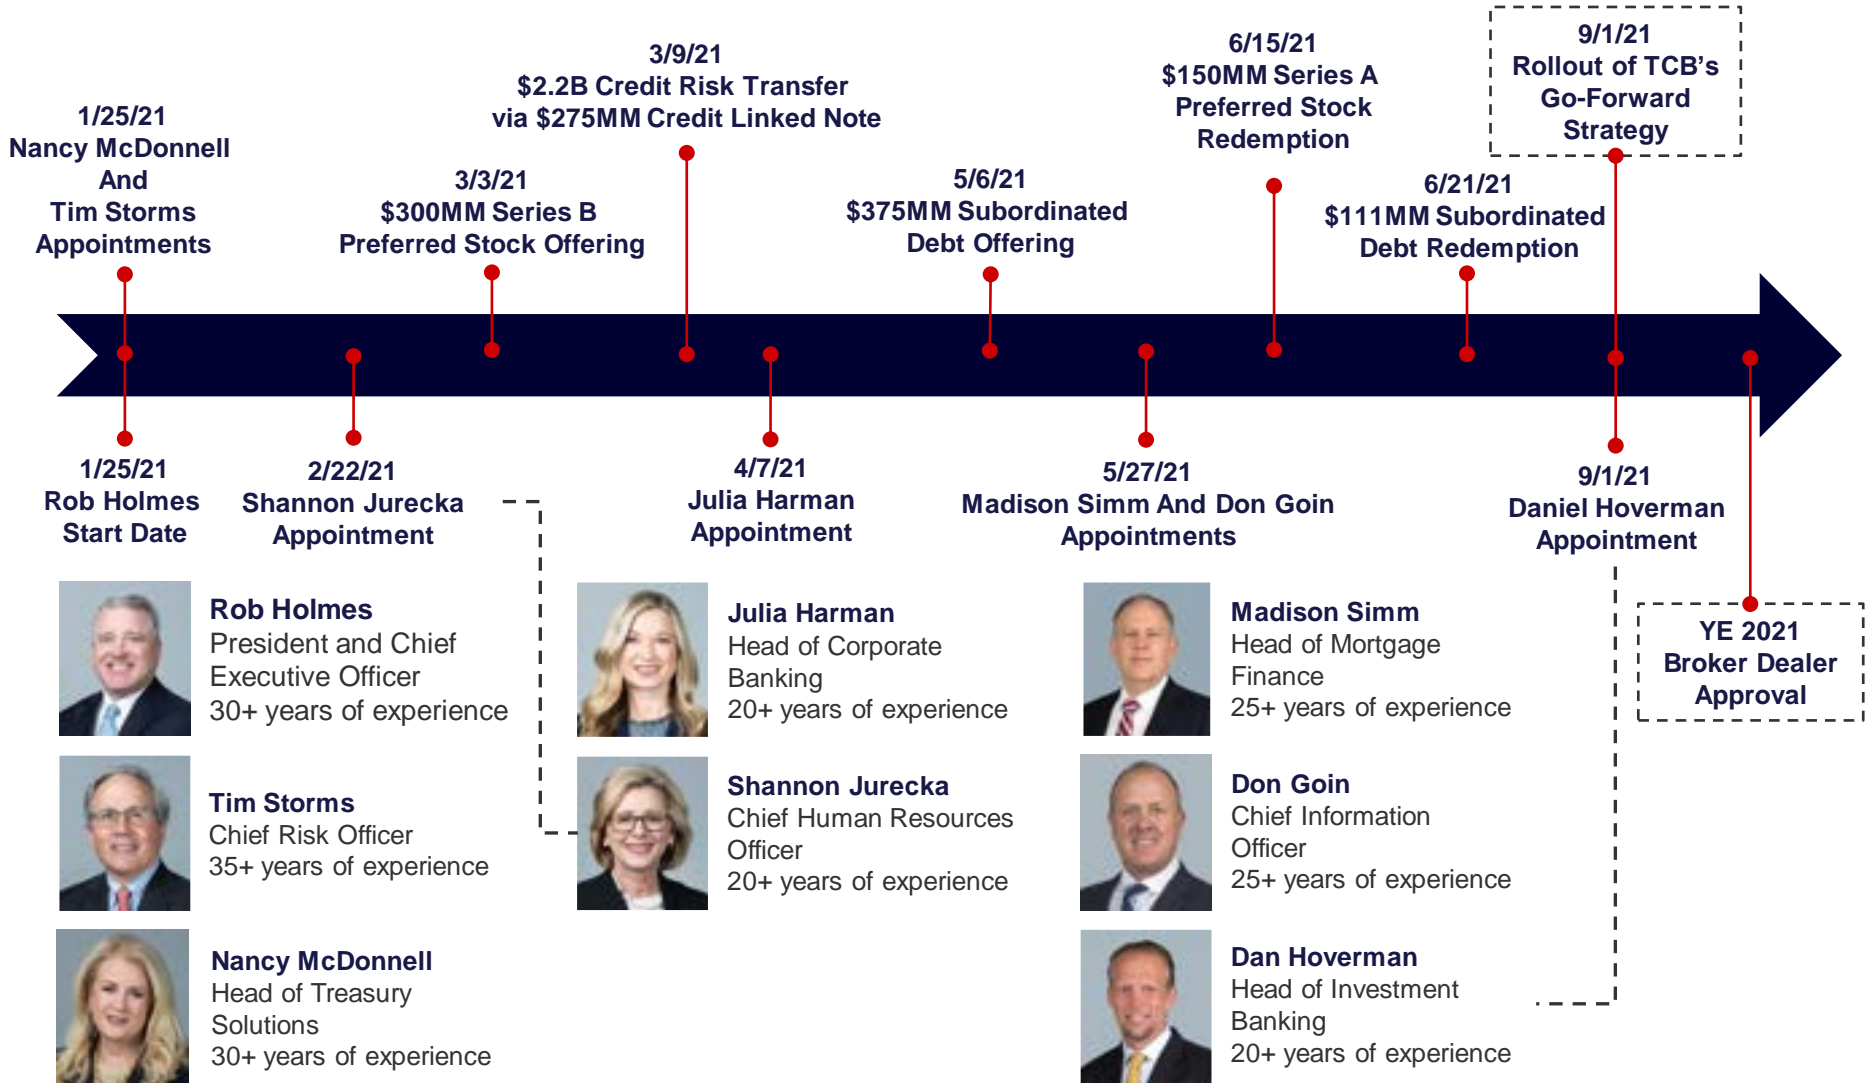 1/25/21
Nancy McDonnell
And
Tim Storms
Appointments
3/3/21
$300MM Series B
Preferred Stock Offering
3/9/21
$2.2B Credit Risk Transfer
via $275MM Credit Linked Note
5/6/21
$375MM Subordinated
Debt Offering
6/15/21
$150MM Series A
Preferred Stock
Redemption
6/21/21
$111MM Subordinated
Debt Redemption
9/1/21
Rollout of TCB's
Go-Forward
Strategy
1/25/21
Rob Holmes
Start Date
2/22/21
Shannon Jurecka
Appointment
4/7/21
Julia Harman
Appointment
5/27/21
Madison Simm And Don Goin
Appointments
9/1/21
Daniel Hoverman
Appointment
YE 2021
Broker Dealer
Approval
Rob Holmes
President and Chief
Executive Officer
30+ years of experience
Tim Storms
Chief Risk Officer
35+ years of experience
Nancy McDonnell
Head of Treasury
Solutions
30+ years of experience
Julia Harman
Head of Corporate
Banking
20+ years of experience
Shannon Jurecka
Chief Human Resources
Officer
20+ years of experience
Madison Simm
Head of Mortgage
Finance
25+ years of experience
Don Goin
Chief Information
Officer
25+ years of experience
Dan Hoverman
Head of Investment
Banking
20+ years of experience